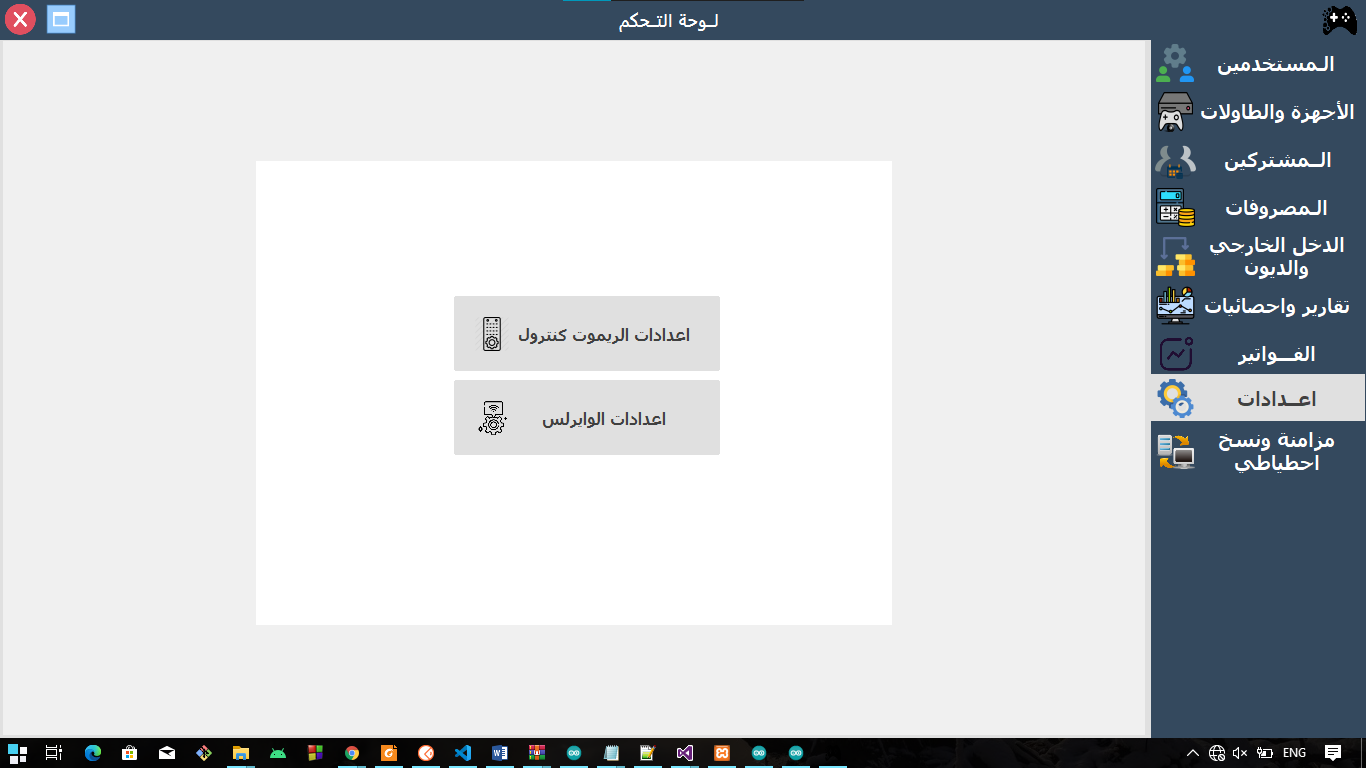 لـوحة التـحكم
الـمستخدمين
الأجهزة والطاولات
الــمشتركين
الـمصروفات
الدخل الخارجي
والديون
تقارير واحصائيات
الفــواتير
اعــدادات
مزامنة ونسخ
احطياطي
اعدادات الريموت كنترول
اعدادات الوايرلس
ENG